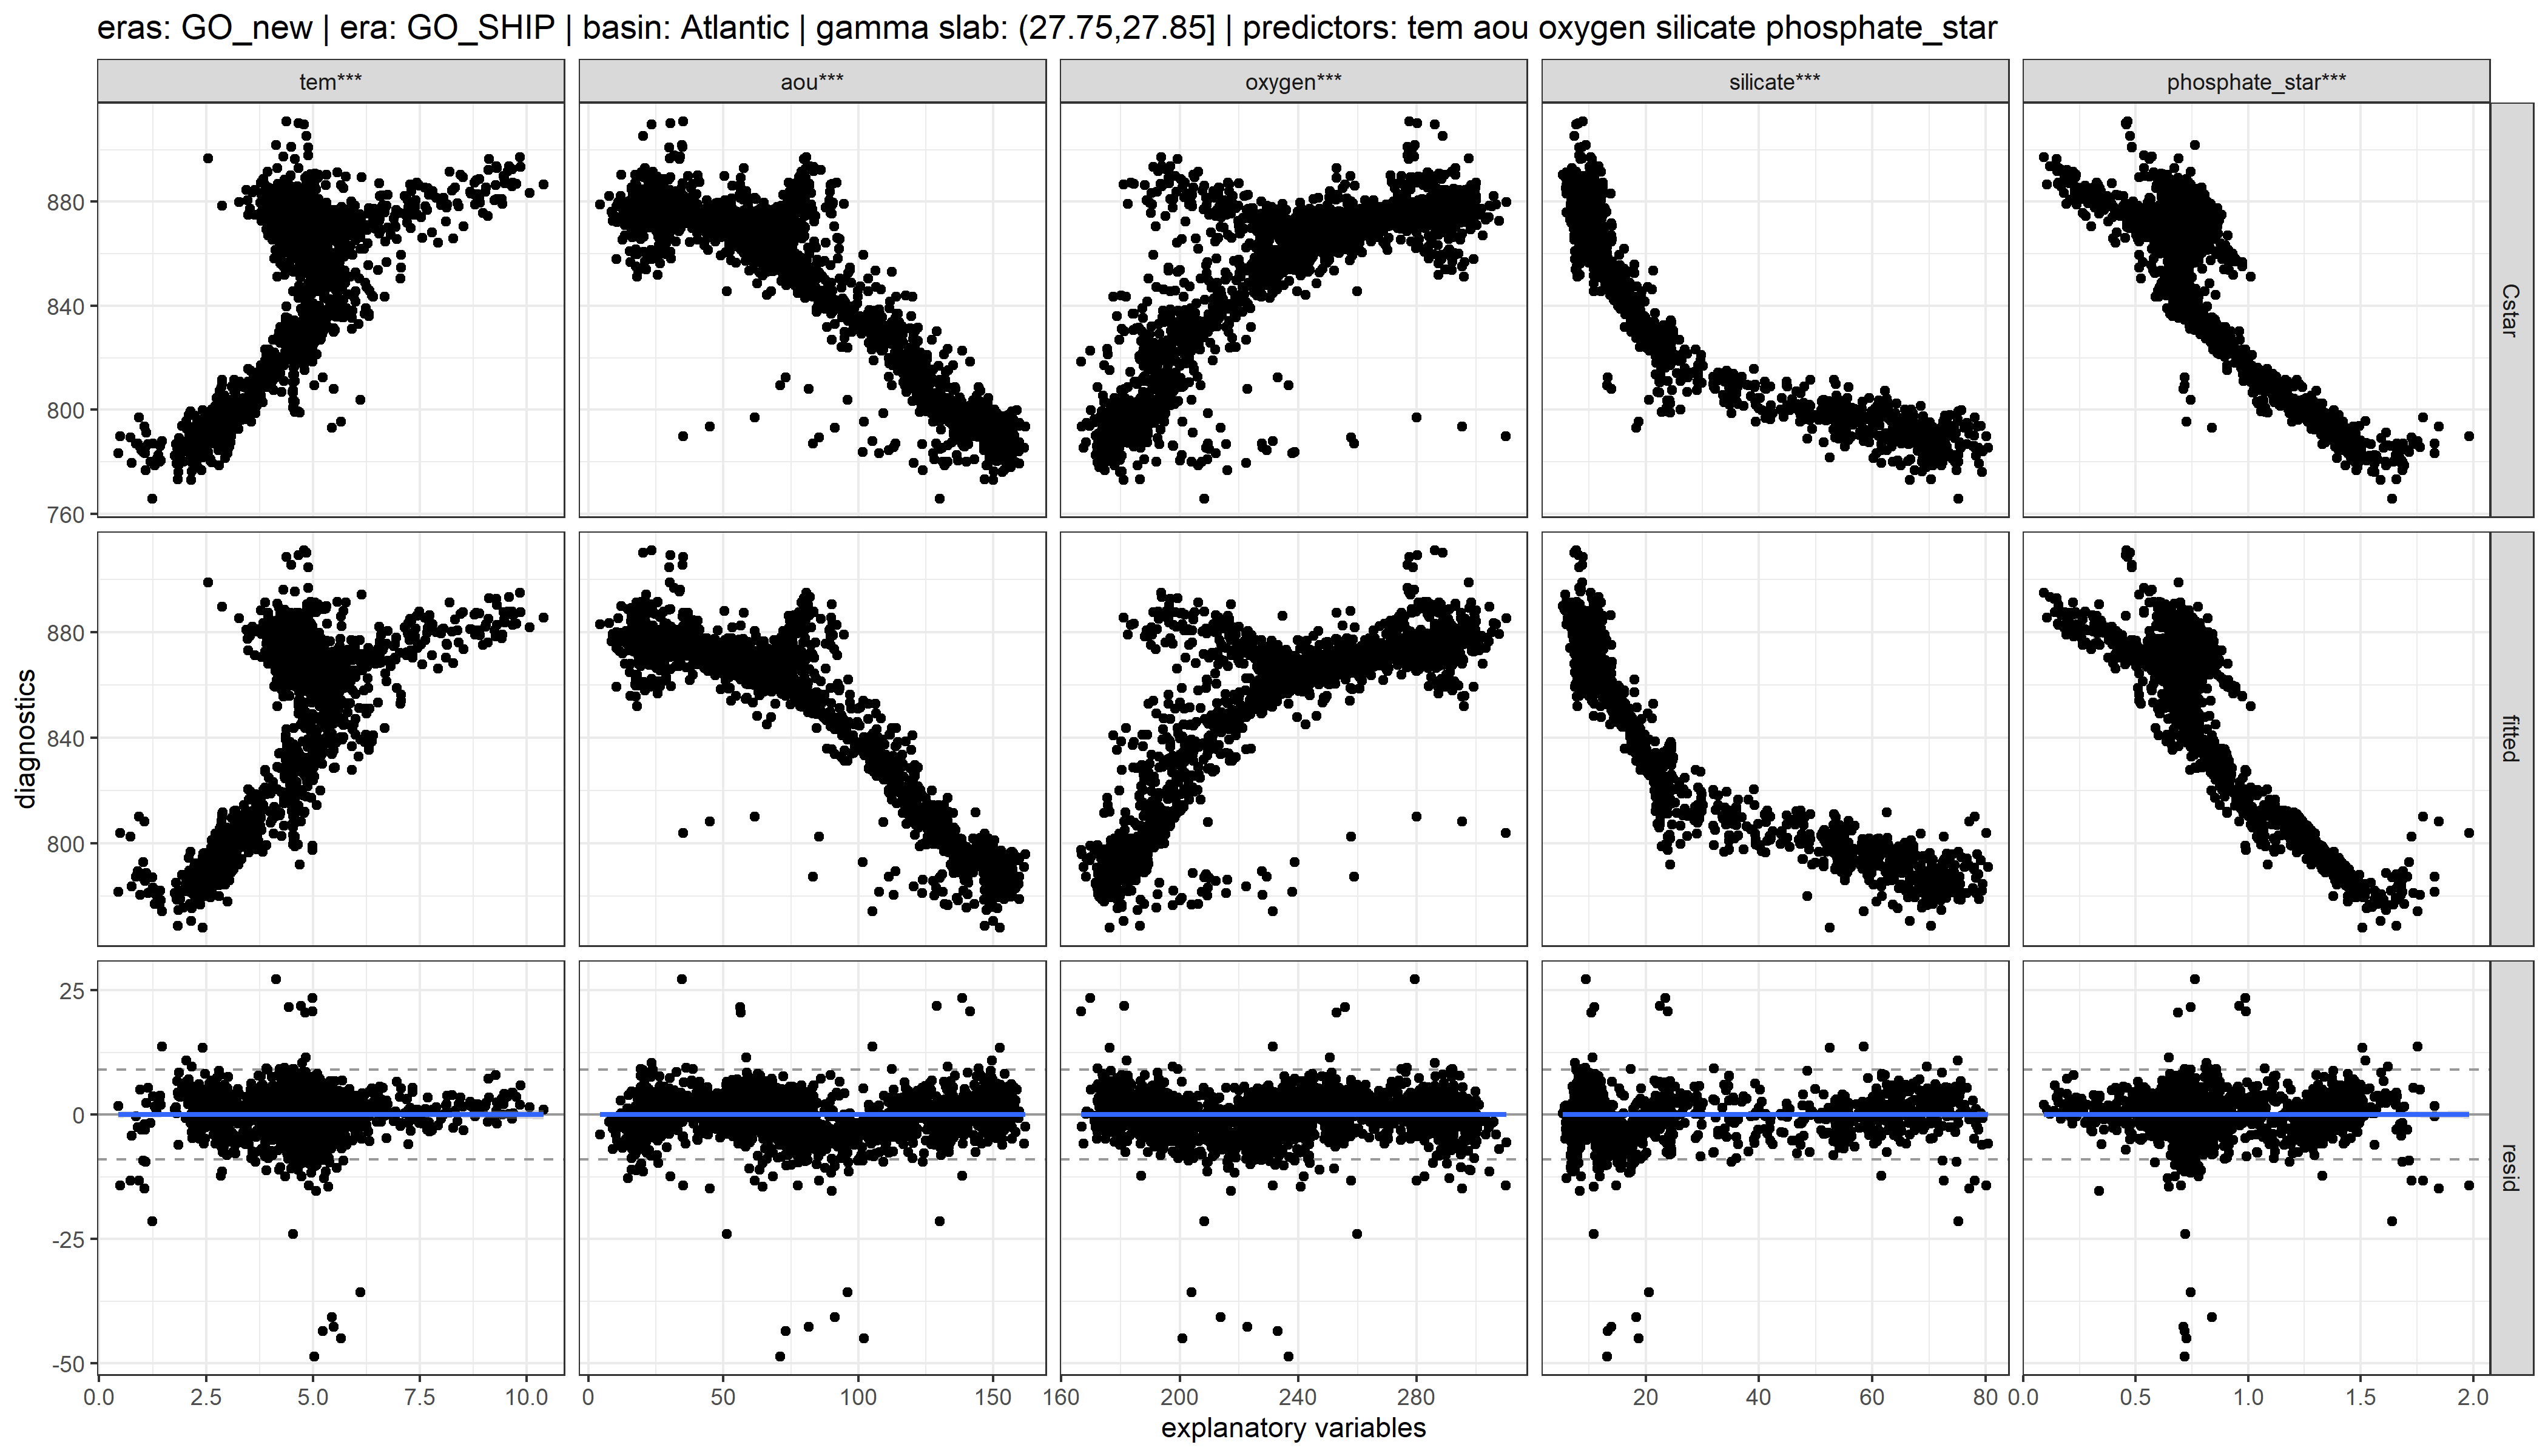 eras: GO_new | era: GO_SHIP | basin: Atlantic | gamma slab: (27.75,27.85] | predictors: tem aou oxygen silicate phosphate_star
tem*** aou*** oxygen*** silicate*** phosphate_star***
880
840
800
760
Cstar
880
840
800
fitted
diagnostics
25
0
-25
-50
resid
0.0 2.5 5.0 7.5 10.0 0 50 100 150 160 200 240 280 20 40 60 80 0.0 0.5 1.0 1.5 2.0
explanatory variables